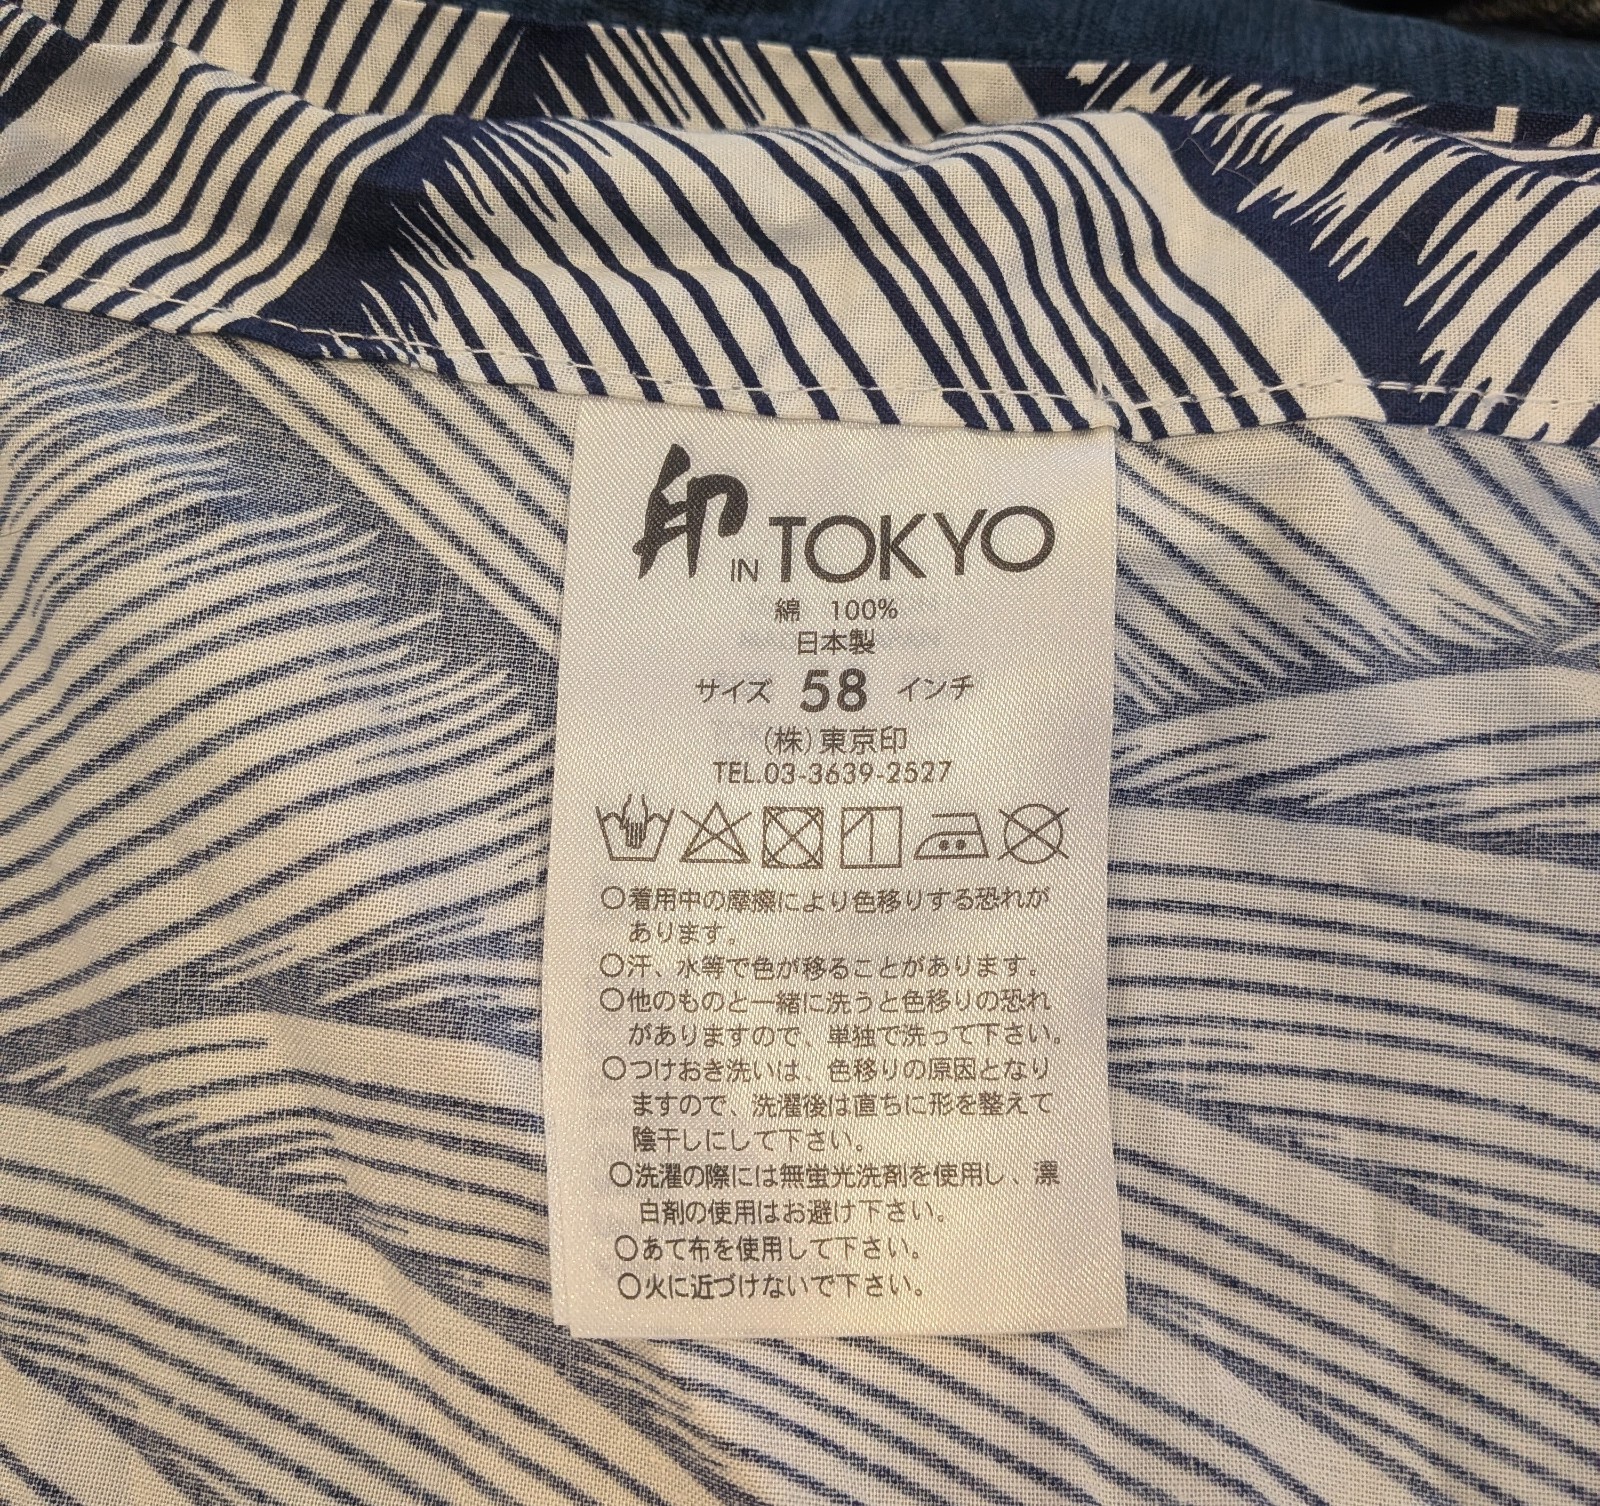 印 IN TOKYO
綿 100%
日本製
サイズ 58 インチ
(株)東京印
TEL.03-3639-2527
○着用中の摩擦により色移りする恐れが
あります。
○汗、水等で色が移ることがあります。
○他のものと一緒に洗うと色移りの恐れ
がありますので、単独で洗って下さい。
○つけおき洗いは、色移りの原因となり
ますので、洗濯後は直ちに形を整えて
陰干しにして下さい。
○洗濯の際には無蛍光洗剤を使用し、漂
白剤の使用はお避け下さい。
○あて布を使用して下さい。
○火に近づけないで下さい。